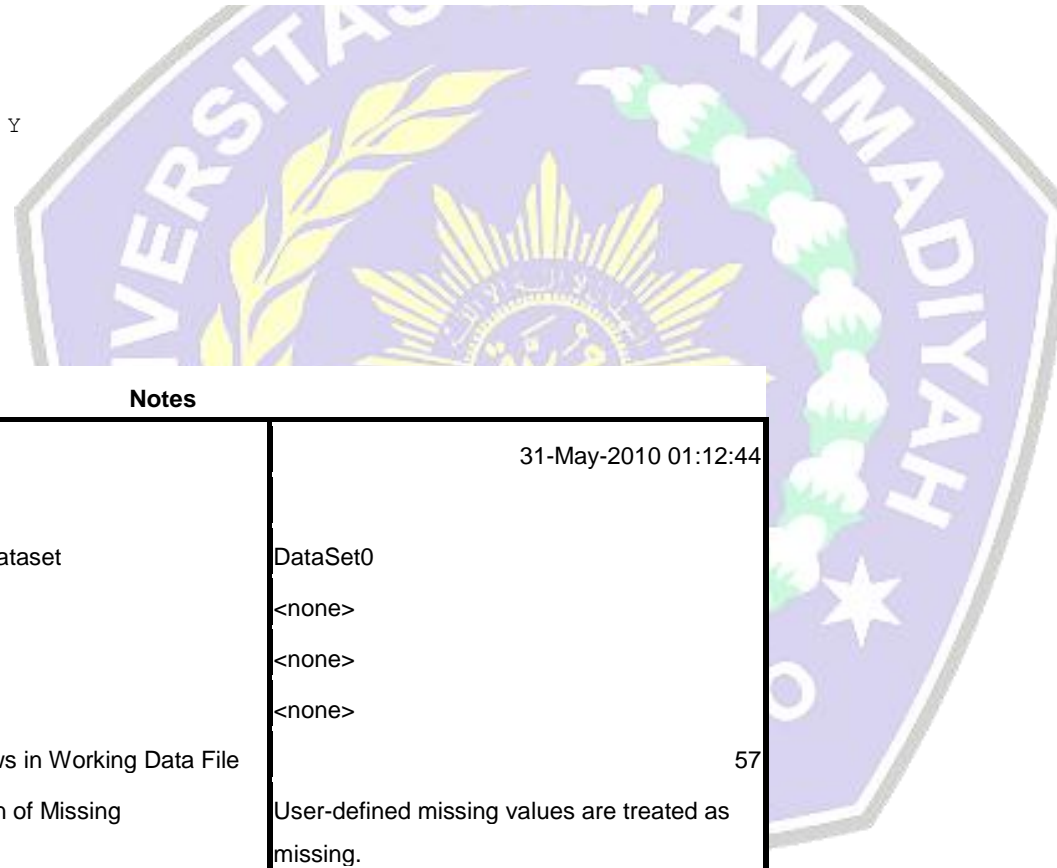 Y
Notes
31-May-2010 01:12:44
ataset DataSet0
<none>
<none>
<none>
vs in Working Data File 57
n of Missing User-defined missing values are treated as
missing.